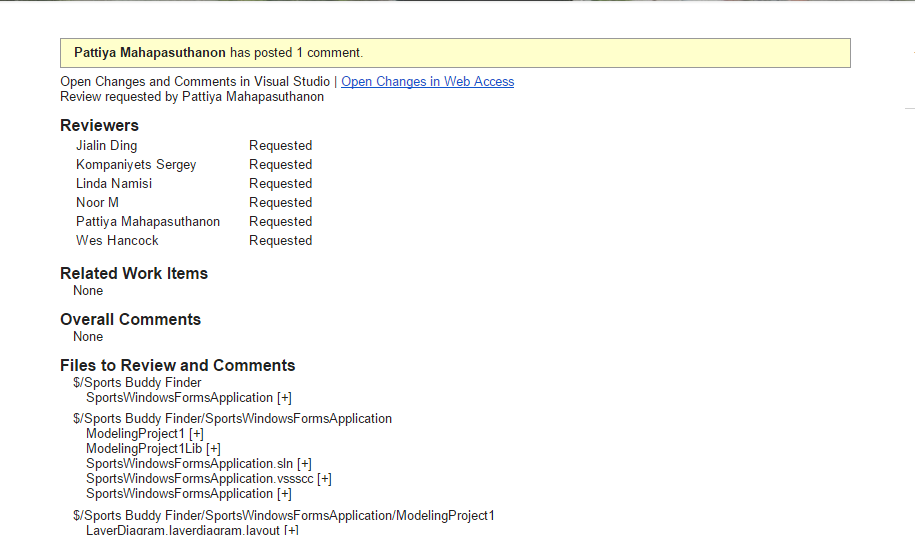 Pattiya Mahapasuthanon has posted 1 comment.
Open Changes and Comments in Visual Studio | Open Changes in Web Access
Review requested by Pattiya Mahapasuthanon
Reviewers
Jialin Ding Requested
Kompaniyets Sergey Requested
Linda Namisi Requested
Noor M Requested
Pattiya Mahapasuthanon Requested
Wes Hancock Requested
Related Work Items
None
Overall Comments
None
Files to Review and Comments
$/Sports Buddy Finder
SportsWindowsFormsApplication [+]
$/Sports Buddy Finder/SportsWindowsFormsApplication
ModelingProject1 [+]
ModelingProject1Lib [+]
SportsWindowsFormsApplication.sln [+]
SportsWindowsFormsApplication.vssscc [+]
SportsWindowsFormsApplication [+]
$/Sports Buddy Finder/SportsWindowsFormsApplication/ModelingProject1
LayerDiagram.layerdiagram.layout [+]